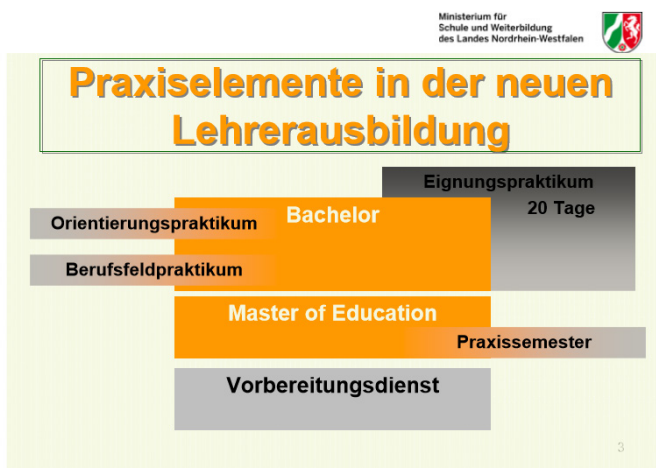 Ministerium für
Schule und Weiterbildung
des Landes Nordrhein-Westfalen
Praxiselemente in der neuen
Lehrerausbildung
Eignungspraktikum
20 Tage
Bachelor
Orientierungspraktikum
Berufsfeldpraktikum
Master of Education
Praxissemester
Vorbereitungsdienst
3